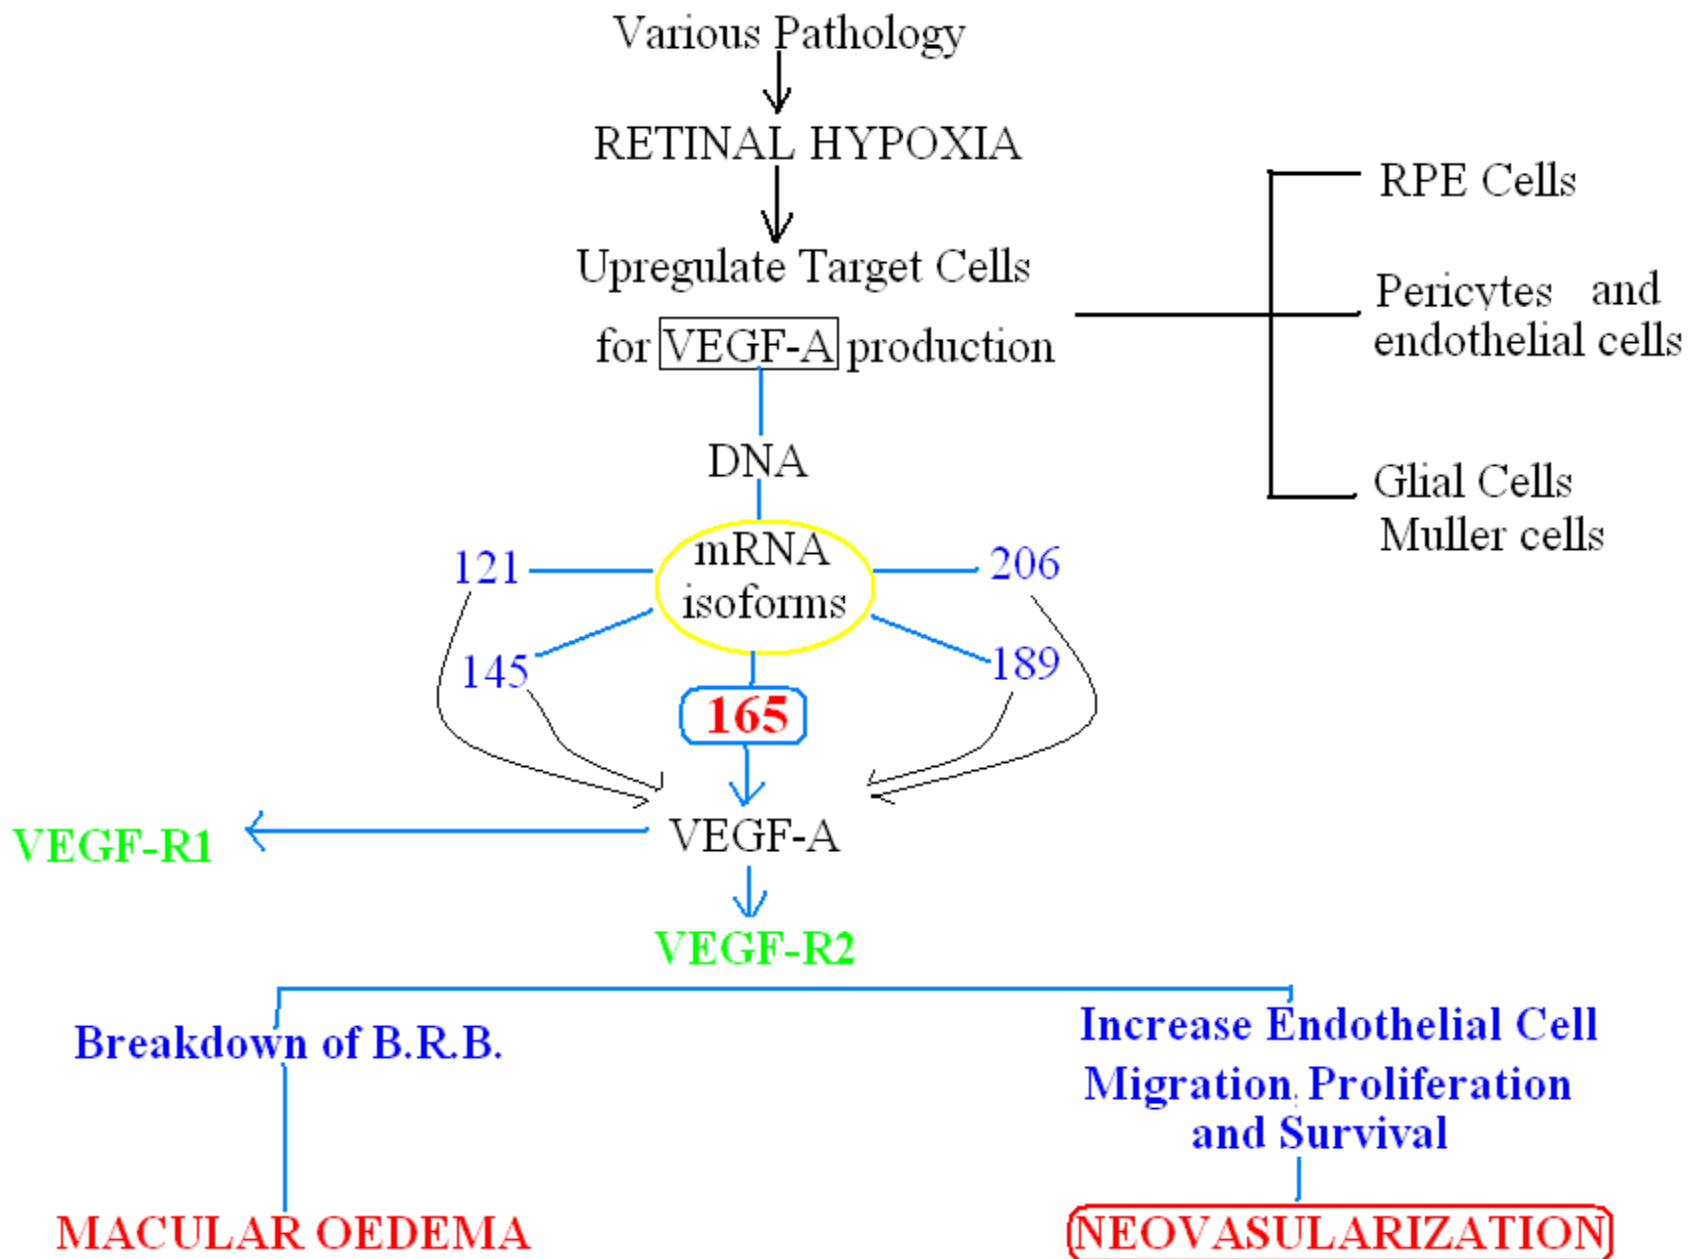 Various Pathology
RETINAL HYPOXIA
Upregulate Target Cells
for VEGF-A production
RPE Cells
Pericytes and
endothelial cells
Glial Cells
Muller cells
DNA
mRNA
isoforms
121
206
145
189
165
VEGF-A
VEGF-R1
VEGF-R2
Breakdown of B.R.B.
Increase Endothelial Cell
Migration, Proliferation
and Survival
MACULAR OEDEMA
NEOVASULARIZATION